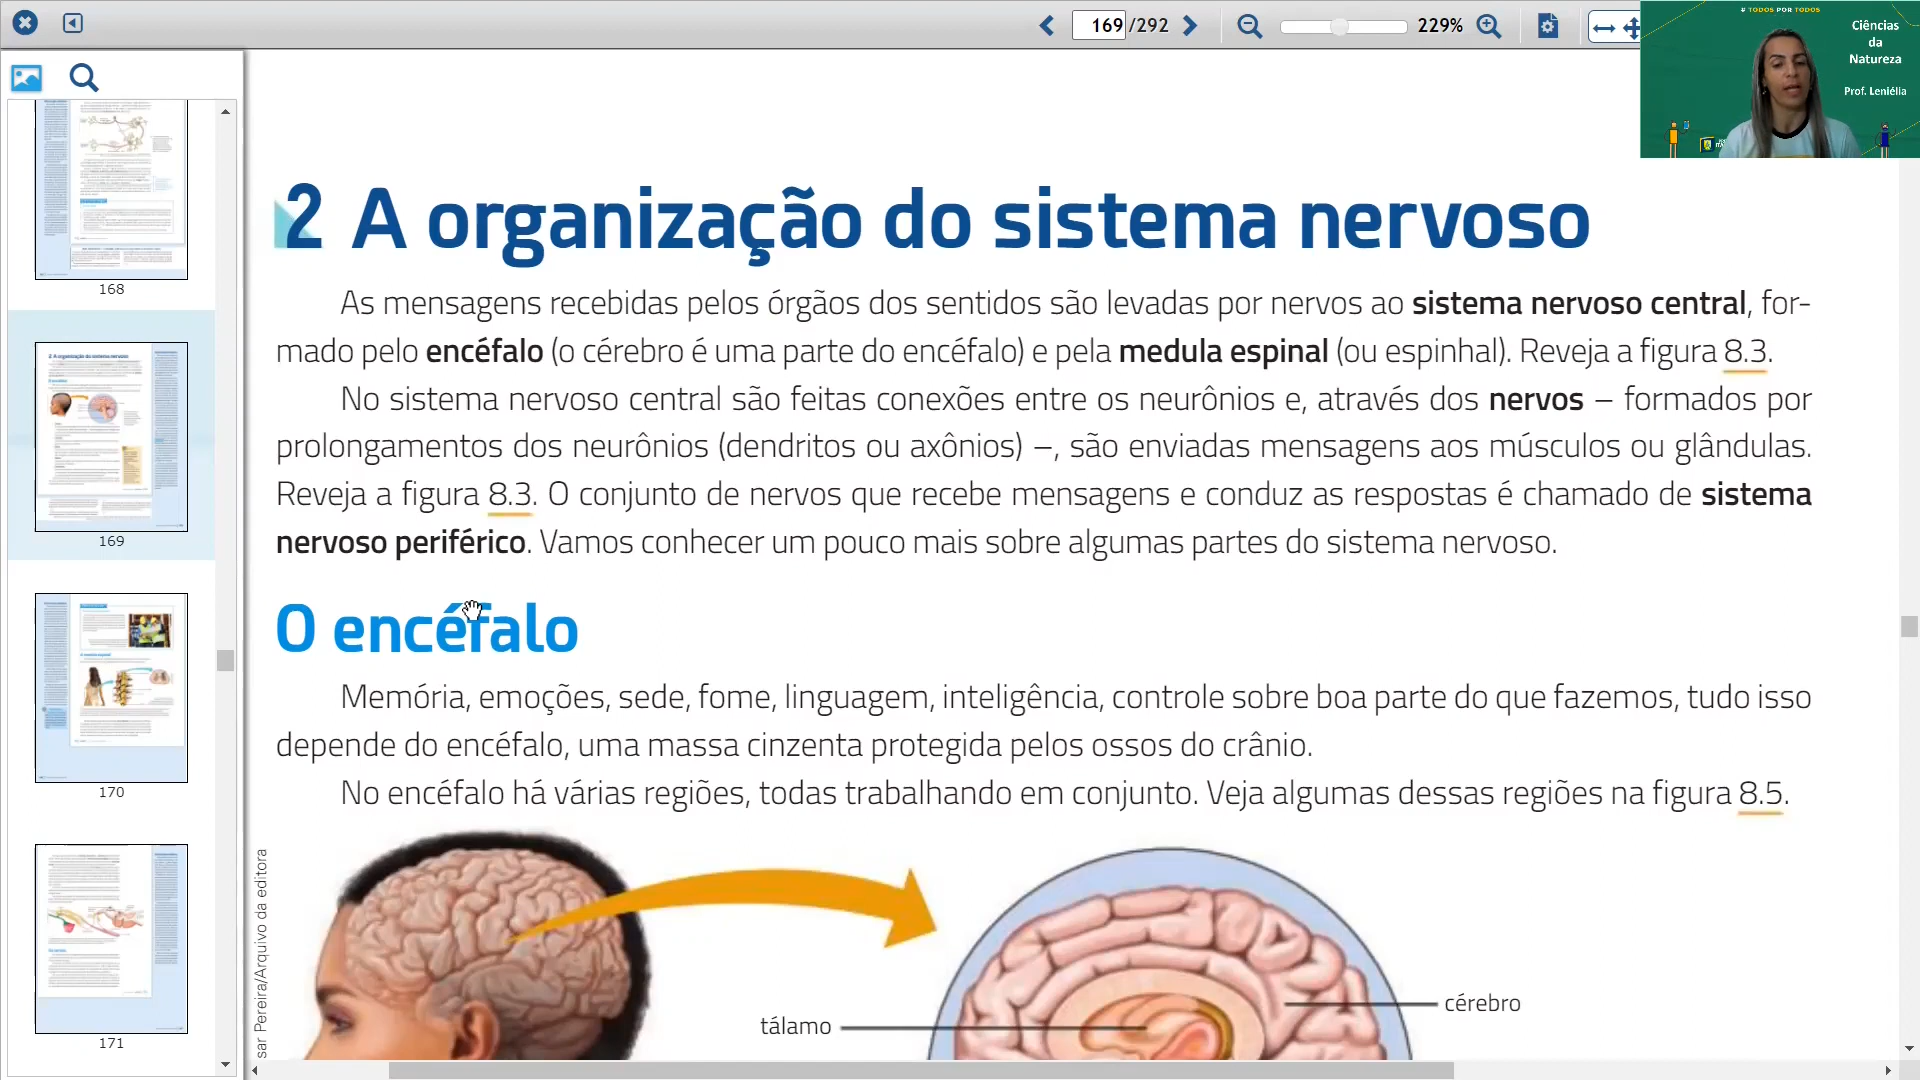 169 /292
229%
# TODOS POR TODOS
Ciências
da
Natureza
Prof. Leniélia
168
169
170
171
2 A organização do sistema nervoso
As mensagens recebidas pelos órgãos dos sentidos são levadas por nervos ao sistema nervoso central, for-
mado pelo encéfalo (o cérebro é uma parte do encéfalo) e pela medula espinal (ou espinhal). Reveja a figura 8.3.
No sistema nervoso central são feitas conexões entre os neurônios e, através dos nervos – formados por
prolongamentos dos neurônios (dendritos ou axônios) –, são enviadas mensagens aos músculos ou glândulas.
Reveja a figura 8.3. O conjunto de nervos que recebe mensagens e conduz as respostas é chamado de sistema
nervoso periférico. Vamos conhecer um pouco mais sobre algumas partes do sistema nervoso.
O encéfalo
Memória, emoções, sede, fome, linguagem, inteligência, controle sobre boa parte do que fazemos, tudo isso
depende do encéfalo, uma massa cinzenta protegida pelos ossos do crânio.
No encéfalo há várias regiões, todas trabalhando em conjunto. Veja algumas dessas regiões na figura 8.5.
sar Pereira/Arquivo da editora
cérebro
tálamo